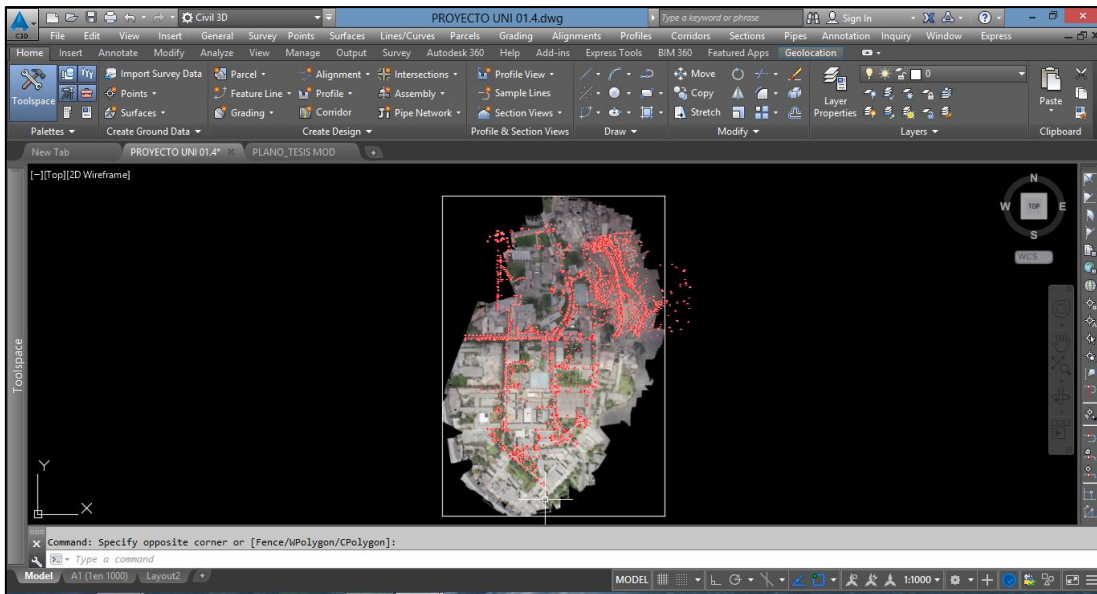 Civil 3D PROYECTO UNI 01.4.dwg Type a keyword or phrase Sign In
C3D File Edit View Insert General Survey Points Surfaces Lines/Curves Parcels Grading Alignments Profiles Corridors Sections Pipes Annotation Inquiry Window Express
Home Insert Annotate Modify Analyze View Manage Output Survey Autodesk 360 Help Add-ins Express Tools BIM 360 Featured Apps Geolocation
Toolspace
Import Survey Data Parcel Alignment Intersections Profile View Move 0
Points Feature Line Profile Assembly Sample Lines Copy Layer Properties Paste
Surfaces Grading Corridor Pipe Network Section Views Stretch
Palettes Create Ground Data Create Design Profile & Section Views Draw Modify Layers Clipboard
New Tab PROYECTO UNI 01.4* PLANO_TESIS MOD
[−][Top][2D Wireframe]
N
W TOP E
S
WCS
Toolspace
Y
X
Command: Specify opposite corner or [Fence/WPolygon/CPolygon]:
Type a command
Model A1 (1en 1000) Layout2 + MODEL 1:1000